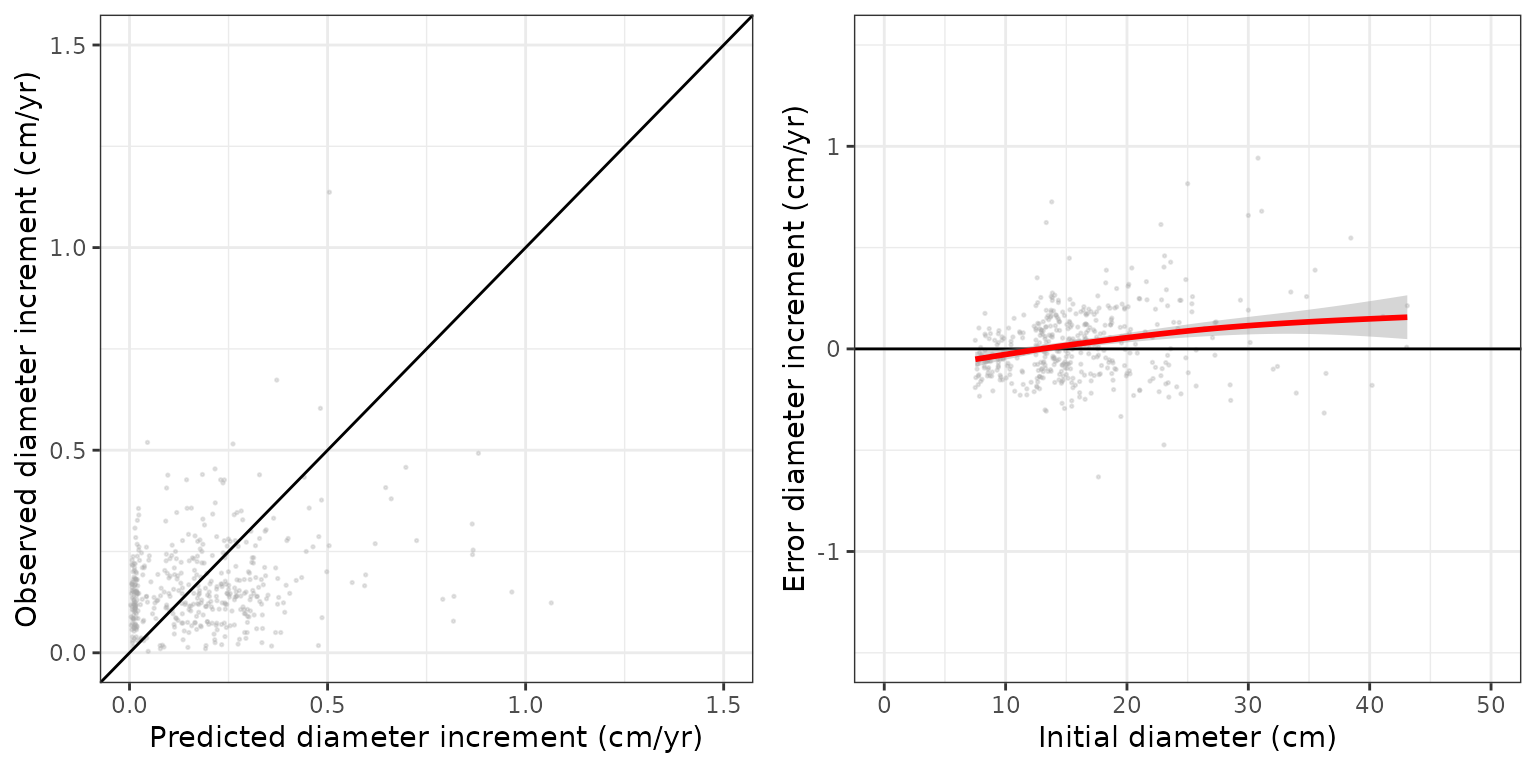 1.5
1.0
0.5
0.0
Observed diameter increment (cm/yr)
0.0 0.5 1.0 1.5
Predicted diameter increment (cm/yr)
1
0
-1
Error diameter increment (cm/yr)
0 10 20 30 40 50
Initial diameter (cm)